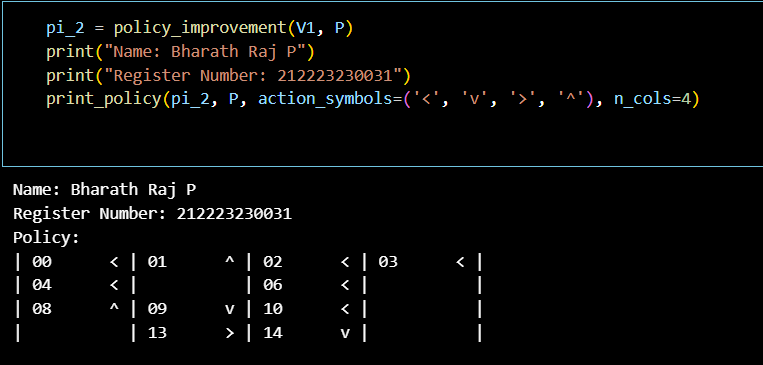 pi_2 = policy_improvement(V1, P)
print("Name: Bharath Raj P")
print("Register Number: 212223230031")
print_policy(pi_2, P, action_symbols=('<', 'v', '>', '^'), n_cols=4)
Name: Bharath Raj P
Register Number: 212223230031
Policy:
| 00      < | 01      ^ | 02      < | 03      < |
| 04      < |           | 06      < |           |
| 08      ^ | 09      v | 10      < |           |
|           | 13      > | 14      v |           |